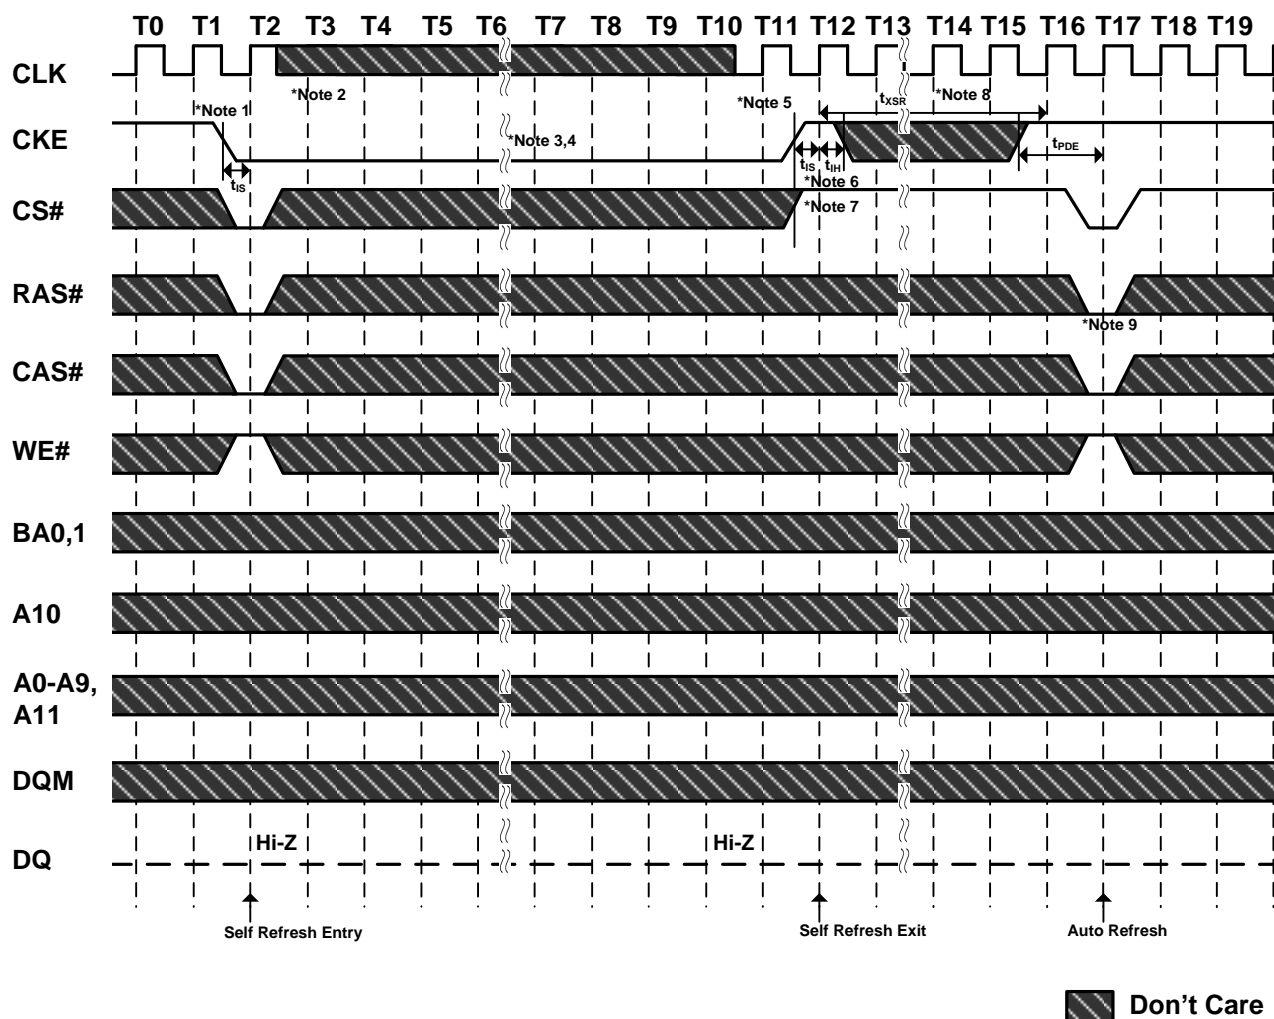 T0 T1 T2 T3 T4 T5 T6 T7 T8 T9 T10 T11 T12 T13 T14 T15 T16 T17 T18 T19
CLK
*Note 1
*Note 2
*Note 5
tXSR
*Note 8
CKE
*Note 3,4
tIS
tIS
tIH
tPDE
*Note 6
CS#
*Note 7
RAS#
*Note 9
CAS#
WE#
BA0,1
A10
A0-A9,
A11
DQM
Hi-Z
Hi-Z
DQ
Self Refresh Entry
Self Refresh Exit
Auto Refresh
Don't Care